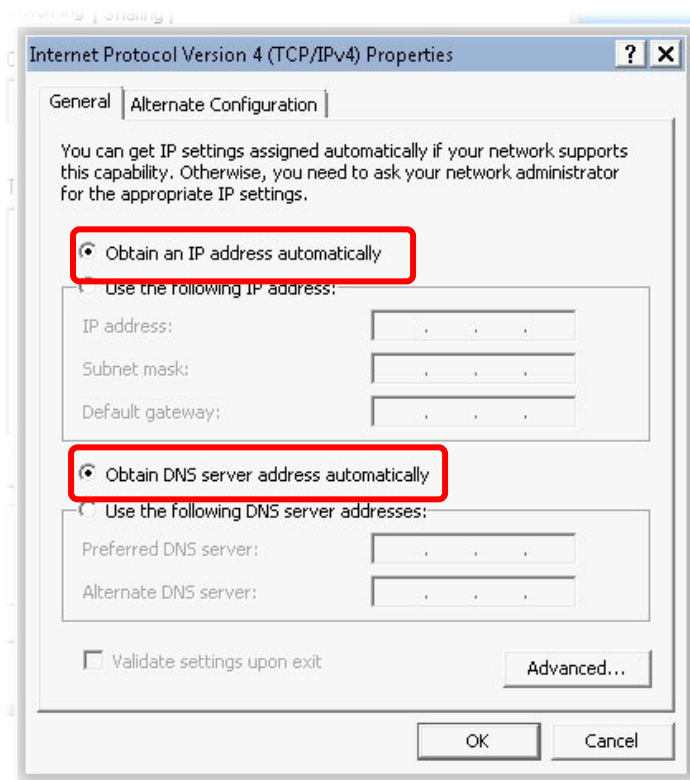 Sharing
Internet Protocol Version 4 (TCP/IPv4) Properties
General
Alternate Configuration
You can get IP settings assigned automatically if your network supports
this capability. Otherwise, you need to ask your network administrator
for the appropriate IP settings.
Obtain an IP address automatically
Use the following IP address:
IP address:
Subnet mask:
Default gateway:
Obtain DNS server address automatically
Use the following DNS server addresses:
Preferred DNS server:
Alternate DNS server:
Validate settings upon exit
Advanced...
OK
Cancel